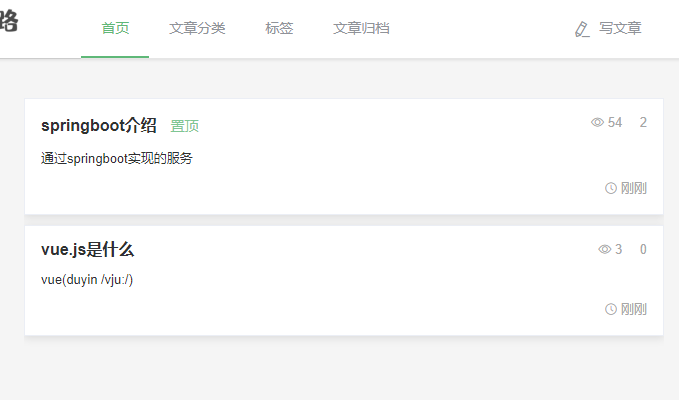 路 首页 文章分类 标签 文章归档 写文章
springboot介绍 置顶 54 2
通过springboot实现的服务
刚刚
vue.js是什么 3 0
vue(duyin /vju:/)
刚刚